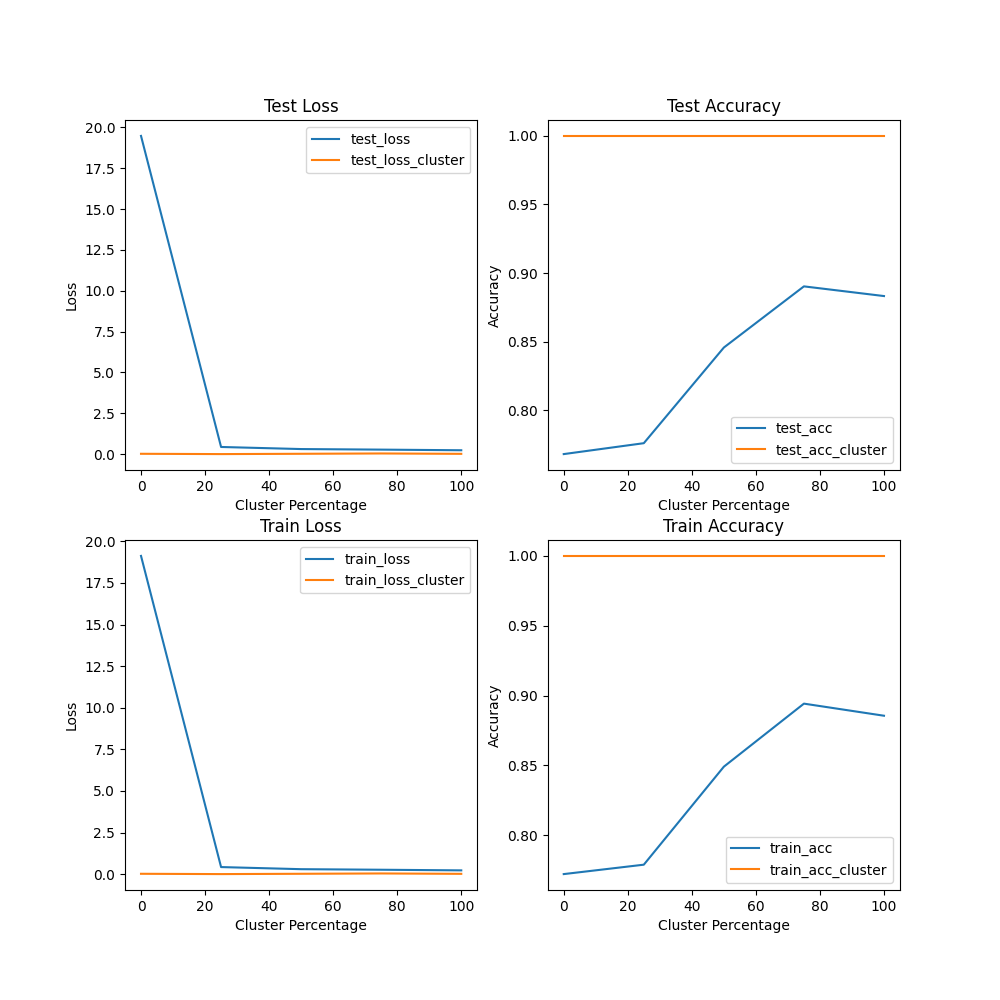 Test Loss
20.0
17.5
15.0
12.5
10.0
7.5
5.0
2.5
0.0
Loss
test_loss
test_loss_cluster
0 20 40 60 80 100
Cluster Percentage
Test Accuracy
1.00
0.95
0.90
0.85
0.80
Accuracy
test_acc
test_acc_cluster
0 20 40 60 80 100
Cluster Percentage
Train Loss
20.0
17.5
15.0
12.5
10.0
7.5
5.0
2.5
0.0
Loss
train_loss
train_loss_cluster
0 20 40 60 80 100
Cluster Percentage
Train Accuracy
1.00
0.95
0.90
0.85
0.80
Accuracy
train_acc
train_acc_cluster
0 20 40 60 80 100
Cluster Percentage